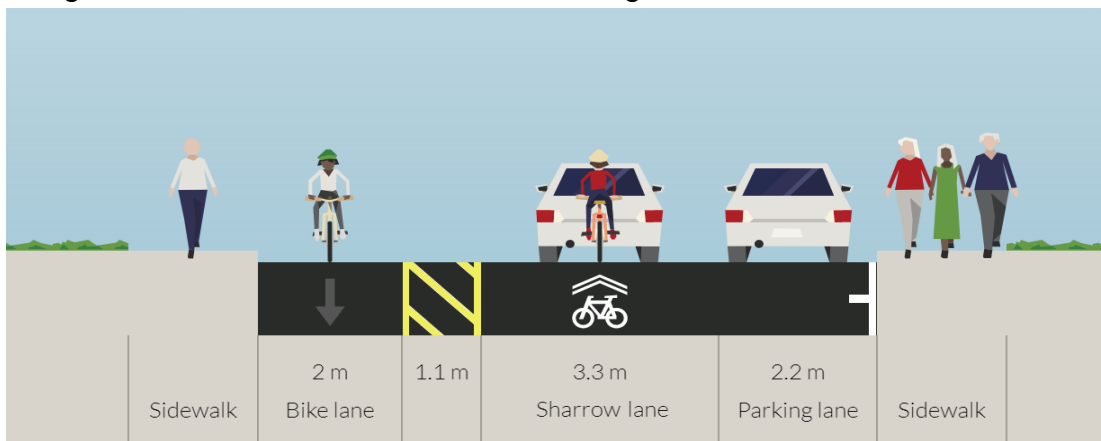 2 m
1.1 m
3.3 m
2.2 m
Sidewalk
Bike lane
Sharrow lane
Parking lane
Sidewalk